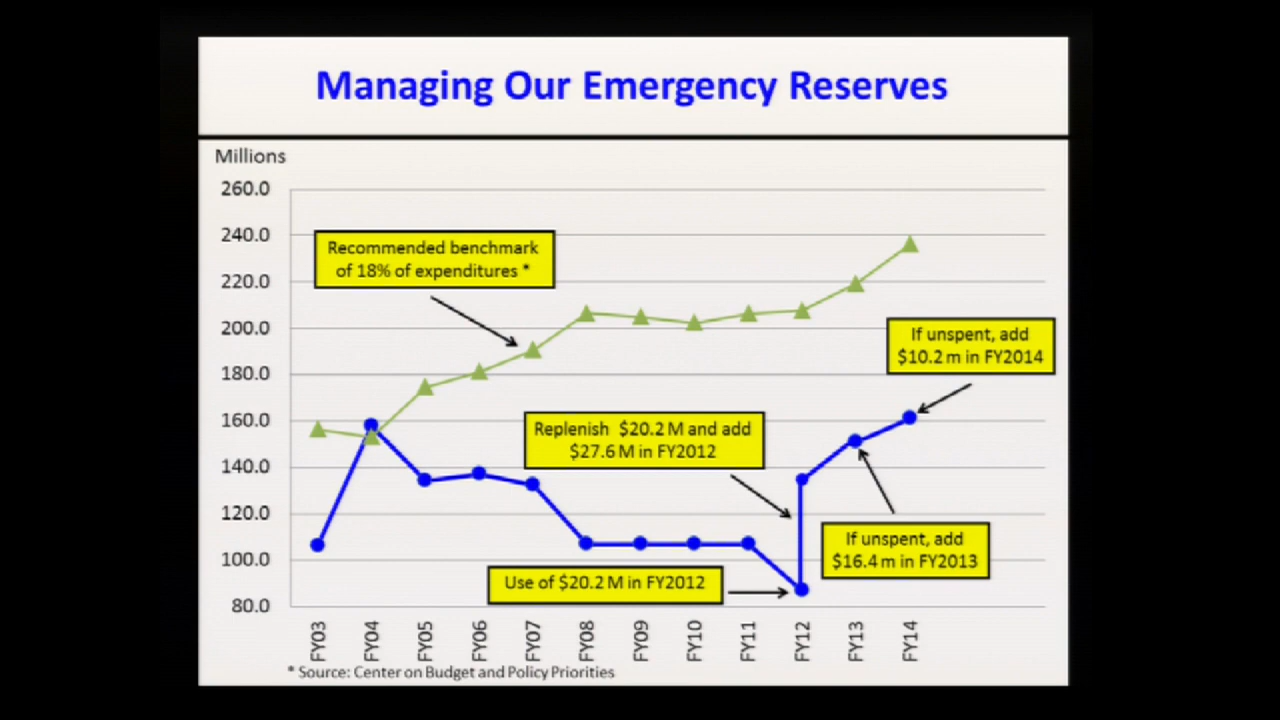 Managing Our Emergency Reserves
Millions
260.0
240.0
220.0
200.0
180.0
160.0
140.0
120.0
100.0
80.0
Recommended benchmark
of 18% of expenditures *
If unspent, add
$10.2 m in FY2014
Replenish $20.2 M and add
$27.6 M in FY2012
If unspent, add
$16.4 m in FY2013
Use of $20.2 M in FY2012
FY03
FY04
FY05
FY06
FY07
FY08
FY09
FY10
FY11
FY12
FY13
FY14
* Source: Center on Budget and Policy Priorities